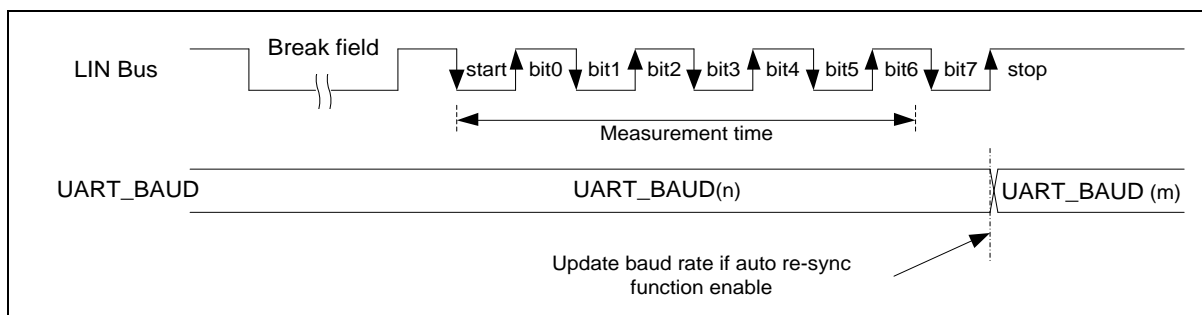 Break field
LIN Bus
start bit0 bit1 bit2 bit3 bit4 bit5 bit6 bit7 stop
Measurement time
UART_BAUD
UART_BAUD(n)
UART_BAUD (m)
Update baud rate if auto re-sync
function enable